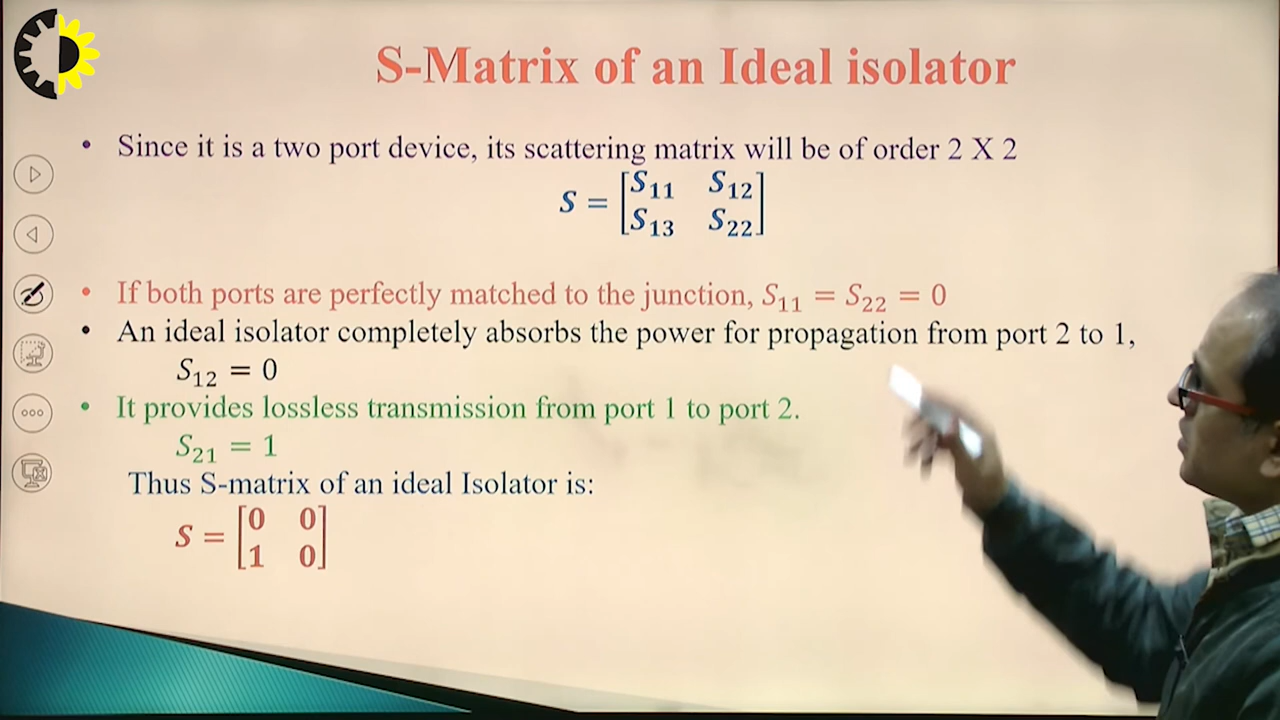 S-Matrix of an Ideal isolator
• Since it is a two port device, its scattering matrix will be of order 2 X 2
S = [S₁₁ S₁₂
S₁₃ S₂₂]
• If both ports are perfectly matched to the junction, S₁₁ = S₂₂ = 0
• An ideal isolator completely absorbs the power for propagation from port 2 to 1,
S₁₂ = 0
• It provides lossless transmission from port 1 to port 2.
S₂₁ = 1
Thus S-matrix of an ideal Isolator is:
S = [0 0
1 0]